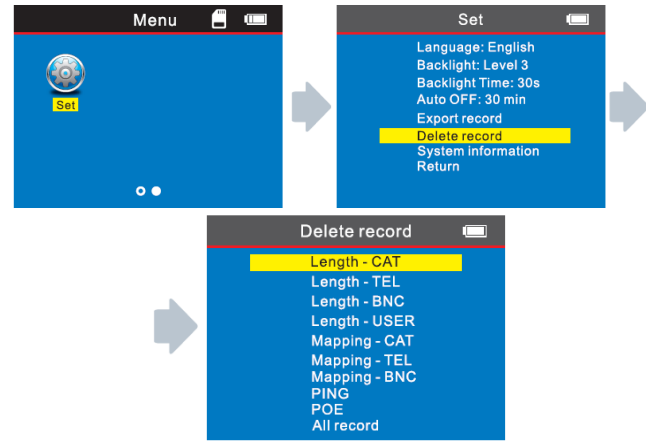 Menu
Set
Set
Language: English
Backlight: Level 3
Backlight Time: 30s
Auto OFF: 30 min
Export record
Delete record
System information
Return
Delete record
Length - CAT
Length - TEL
Length - BNC
Length - USER
Mapping - CAT
Mapping - TEL
Mapping - BNC
PING
POE
All record